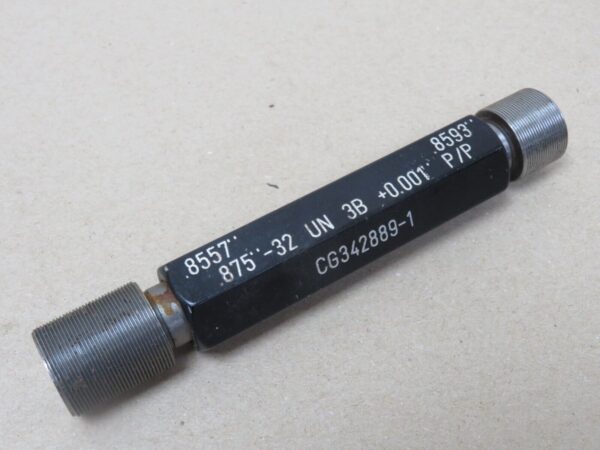 .8557" .8593"
.875"-32 UN 3B +0.001" P/P
CG342889-1